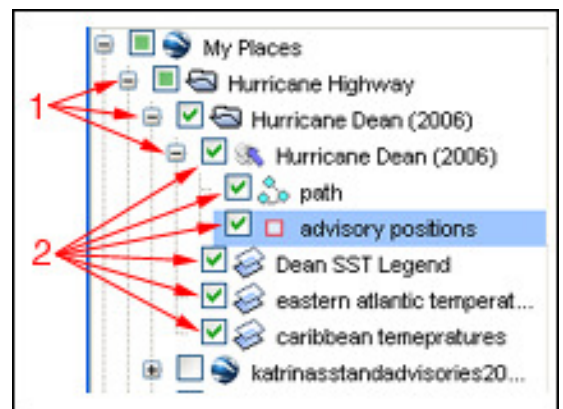 My Places
1 Hurricane Highway
Hurricane Dean (2006)
Hurricane Dean (2006)
path
advisory positions
2 Dean SST Legend
eastern atlantic temperat...
caribbean temepratures
katrinasstandadvisories20...